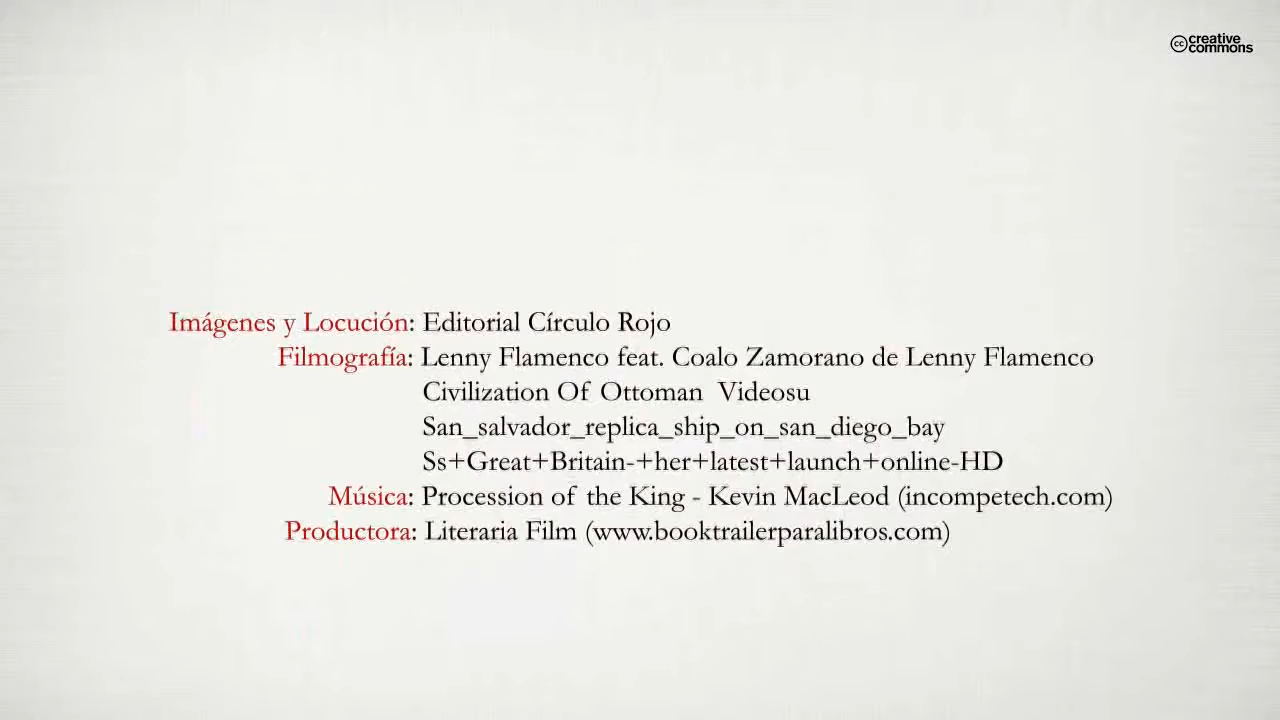 creative
commons
Imágenes y Locución: Editorial Círculo Rojo
Filmografía: Lenny Flamenco feat. Coalo Zamorano de Lenny Flamenco
Civilization Of Ottoman Videosu
San_salvador_replica_ship_on_san_diego_bay
Ss+Great+Britain-+her+latest+launch+online-HD
Música: Procession of the King - Kevin MacLeod (incompetech.com)
Productora: Literaria Film (www.booktrailerparalibros.com)